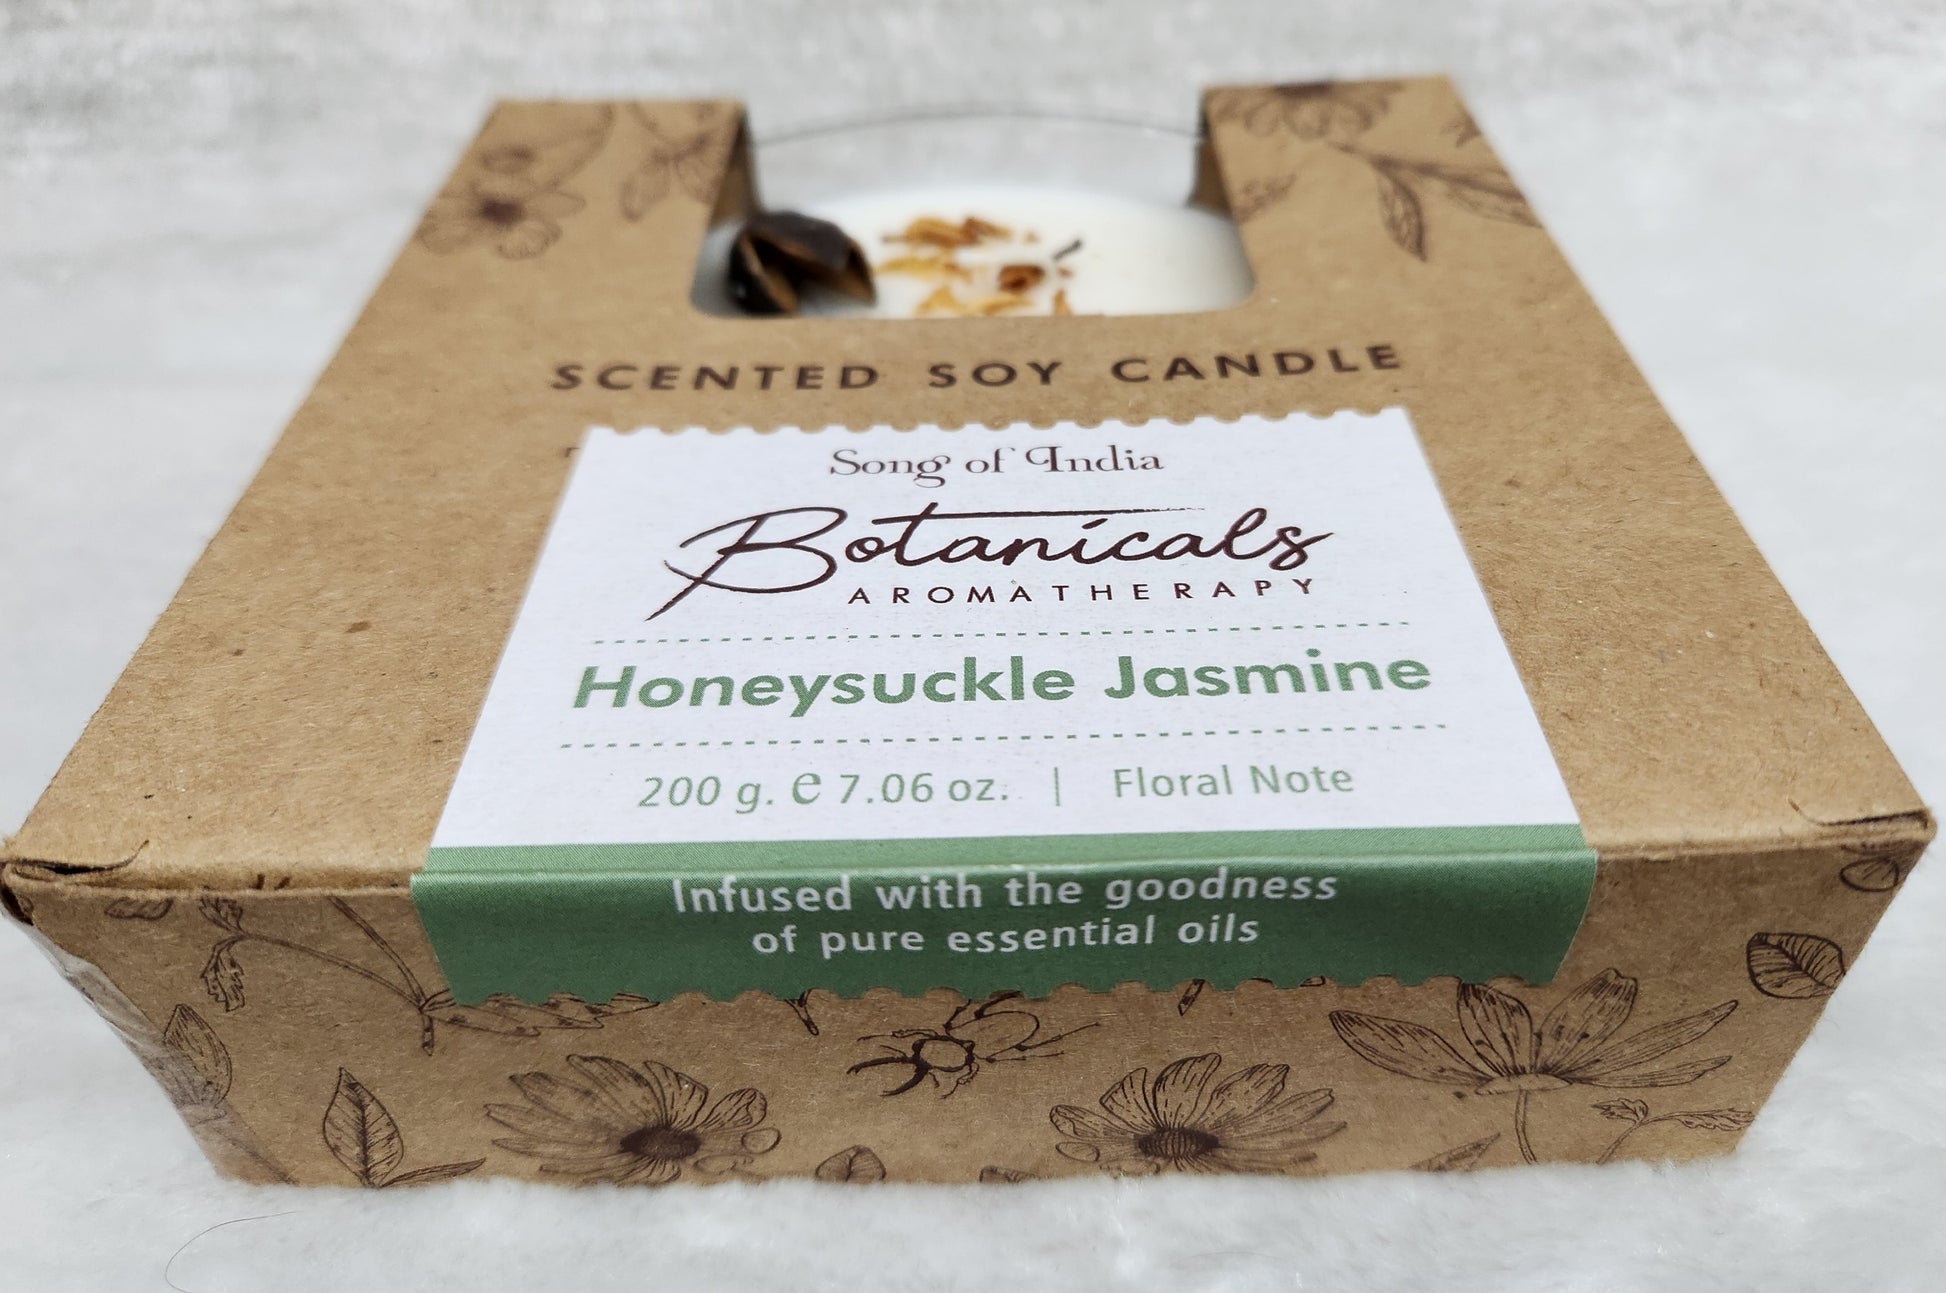 SCENTED SOY CANDLE
Song of India
Botanicals
AROMATHERAPY
Honeysuckle Jasmine
200 g. ℮ 7.06 oz. | Floral Note
Infused with the goodness
of pure essential oils